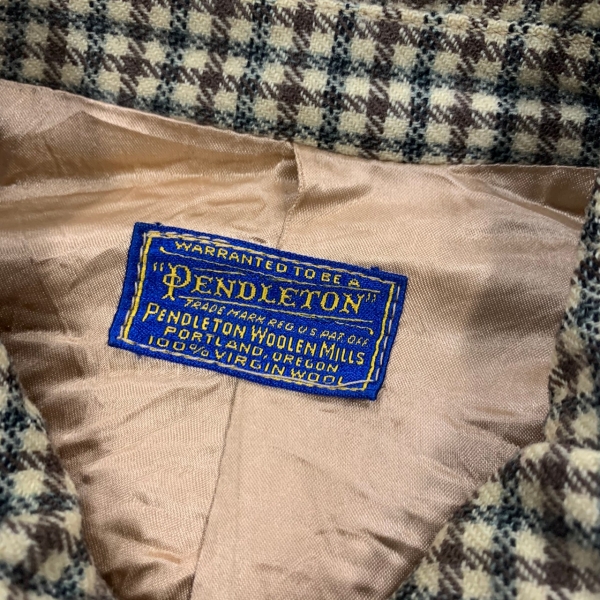 WARRANTED TO BE A
"PENDLETON"
TRADE MARK REG. U.S. PAT. OFF.
PENDLETON WOOLEN MILLS
PORTLAND, OREGON
100% VIRGIN WOOL